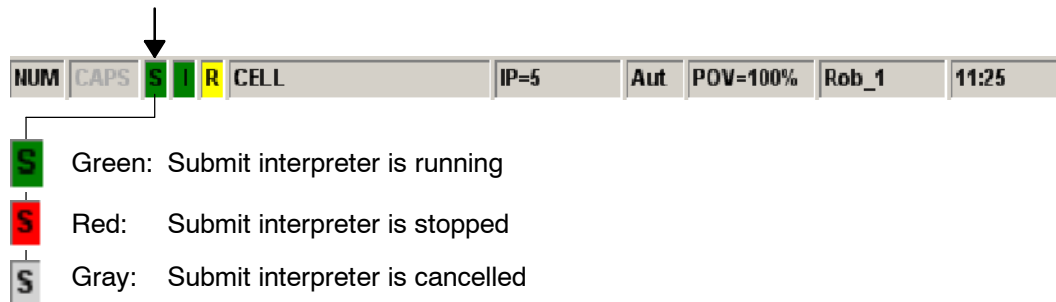 NUM CAPS S I R CELL IP=5 Aut POV=100% Rob_1 11:25
S Green: Submit interpreter is running
S Red: Submit interpreter is stopped
S Gray: Submit interpreter is cancelled